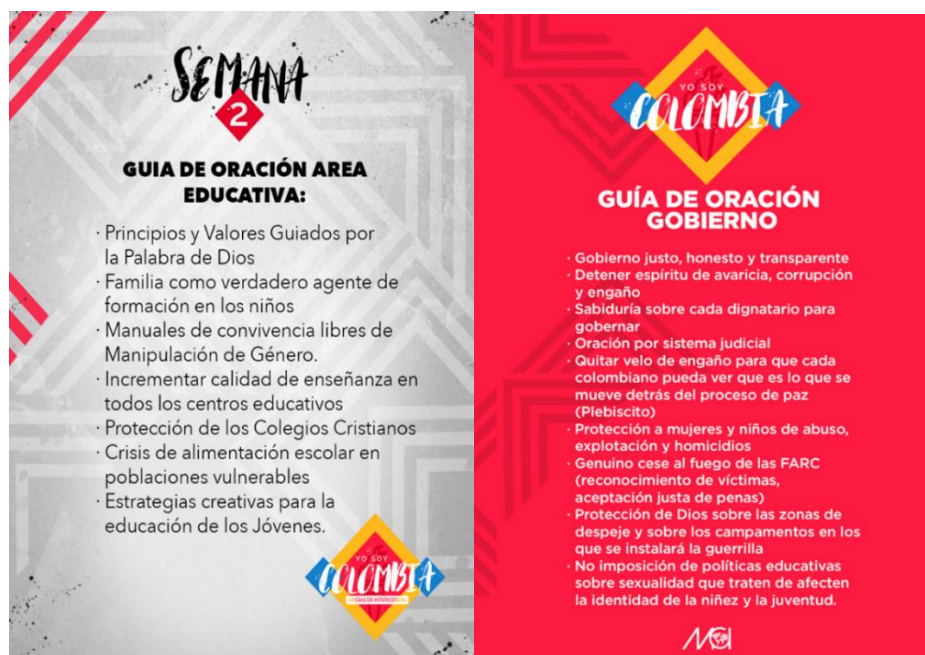 SEMANA
2
GUIA DE ORACIÓN AREA
EDUCATIVA:
· Principios y Valores Guiados por
la Palabra de Dios
· Familia como verdadero agente de
formación en los niños
· Manuales de convivencia libres de
Manipulación de Género.
· Incrementar calidad de enseñanza en
todos los centros educativos
· Protección de los Colegios Cristianos
· Crisis de alimentación escolar en
poblaciones vulnerables
· Estrategias creativas para la
educación de los Jóvenes.
YO SOY
COLOMBIA
YO SOY
COLOMBIA
GUÍA DE ORACIÓN
GOBIERNO
· Gobierno justo, honesto y transparente
· Detener espíritu de avaricia, corrupción
y engaño
· Sabiduría sobre cada dignatario para
gobernar
· Oración por sistema judicial
· Quitar velo de engaño para que cada
colombiano pueda ver que es lo que se
mueve detrás del proceso de paz
(Plebiscito)
· Protección a mujeres y niños de abuso,
explotación y homicidios
· Genuino cese al fuego de las FARC
(reconocimiento de víctimas,
aceptación justa de penas)
· Protección de Dios sobre las zonas de
despeje y sobre los campamentos en los
que se instalará la guerrilla
· No imposición de políticas educativas
sobre sexualidad que traten de afecten
la identidad de la niñez y la juventud.
MCI